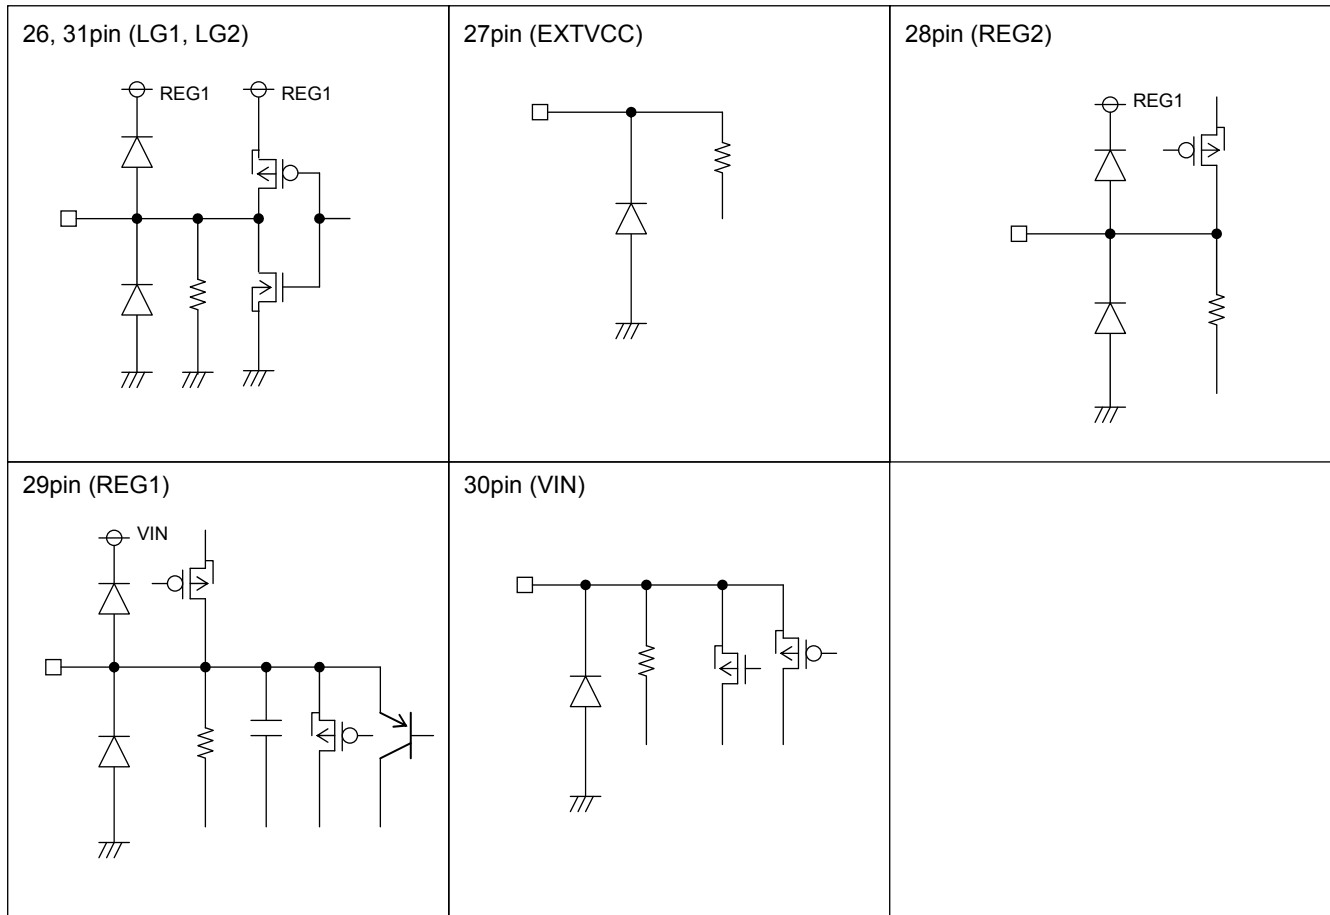 26, 31pin (LG1, LG2)
REG1
REG1
27pin (EXTVCC)
28pin (REG2)
REG1
29pin (REG1)
VIN
30pin (VIN)